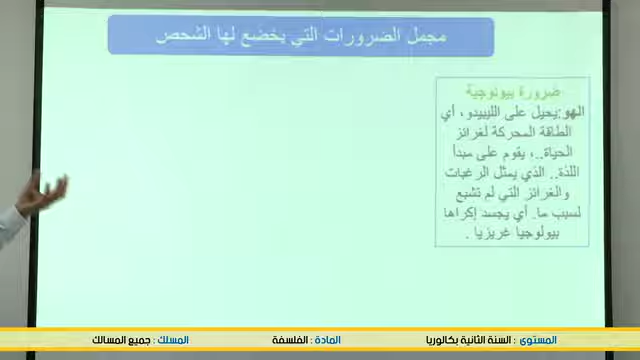 مجمل الضرورات التي يخضع لها الشخص
ضرورة بيولوجية
الهو:يحيل على الليبيدو، أي
الطاقة المحركة لغرائز
الحياة..، يقوم على مبدأ
اللذة.. الذي يمثل الرغبات
والغرائز التي لم تشبع
لسبب ما. أي يجسد إكراها
بيولوجيا غريزيا .
المستوى : السنة الثانية بكالوريا
المادة : الفلسفة
المسلك : جميع المسالك